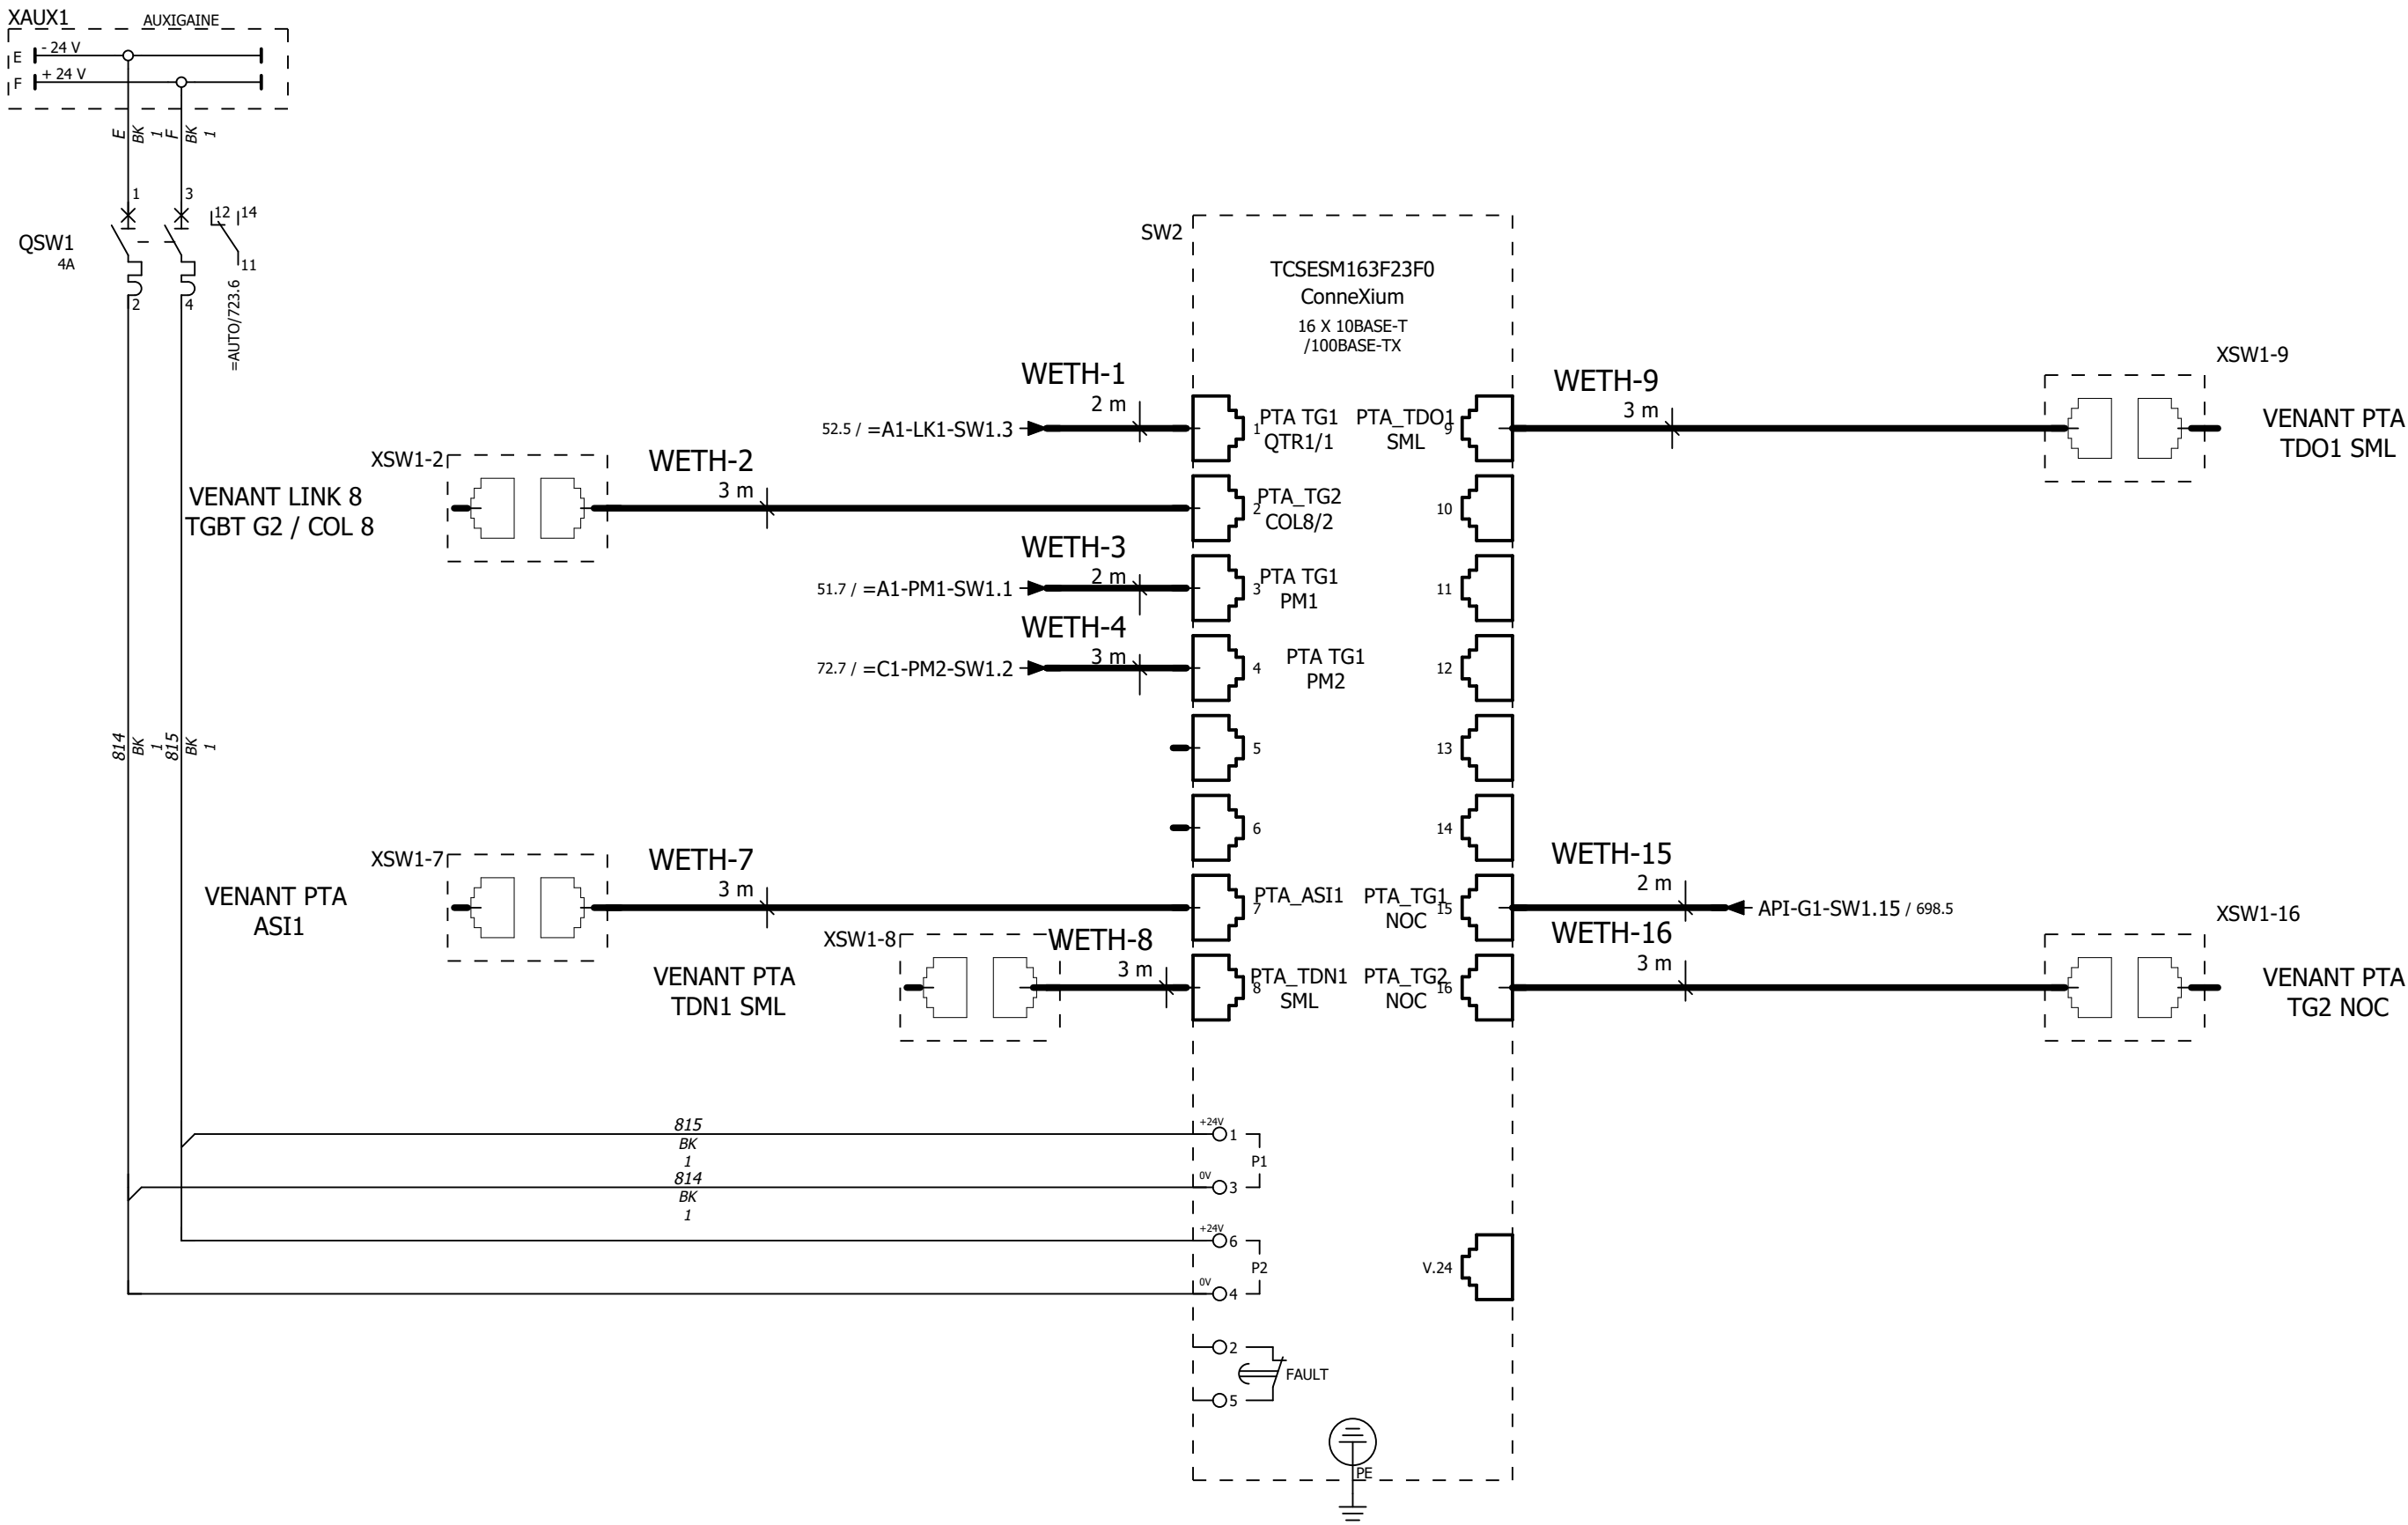 XAUX1
AUXIGAINE
E
- 24 V
F
+ 24 V
E
BK
1
F
BK
1
1
3
12
14
QSW1
4A
11
2
4
=AUTO/723.6
814
BK
1
815
BK
1
SW2
TCSESM163F23F0
ConneXium
16 X 10BASE-T
/100BASE-TX
WETH-1
2 m
52.5 / =A1-LK1-SW1.3
1
PTA TG1
QTR1/1
XSW1-2
VENANT LINK 8
TGBT G2 / COL 8
WETH-2
3 m
2
PTA_TG2
COL8/2
WETH-3
2 m
51.7 / =A1-PM1-SW1.1
3
PTA TG1
PM1
WETH-4
3 m
72.7 / =C1-PM2-SW1.2
4
PTA TG1
PM2
5
6
XSW1-7
VENANT PTA
ASI1
WETH-7
3 m
7
PTA_ASI1
XSW1-8
VENANT PTA
TDN1 SML
WETH-8
3 m
8
PTA_TDN1
SML
PTA_TDO1
SML
9
WETH-9
3 m
XSW1-9
VENANT PTA
TDO1 SML
10
11
12
13
14
PTA_TG1
NOC
15
WETH-15
2 m
API-G1-SW1.15 / 698.5
PTA_TG2
NOC
16
WETH-16
3 m
XSW1-16
VENANT PTA
TG2 NOC
815
BK
1
814
BK
1
+24V
1
P1
0V
3
+24V
6
P2
0V
4
V.24
2
FAULT
5
PE